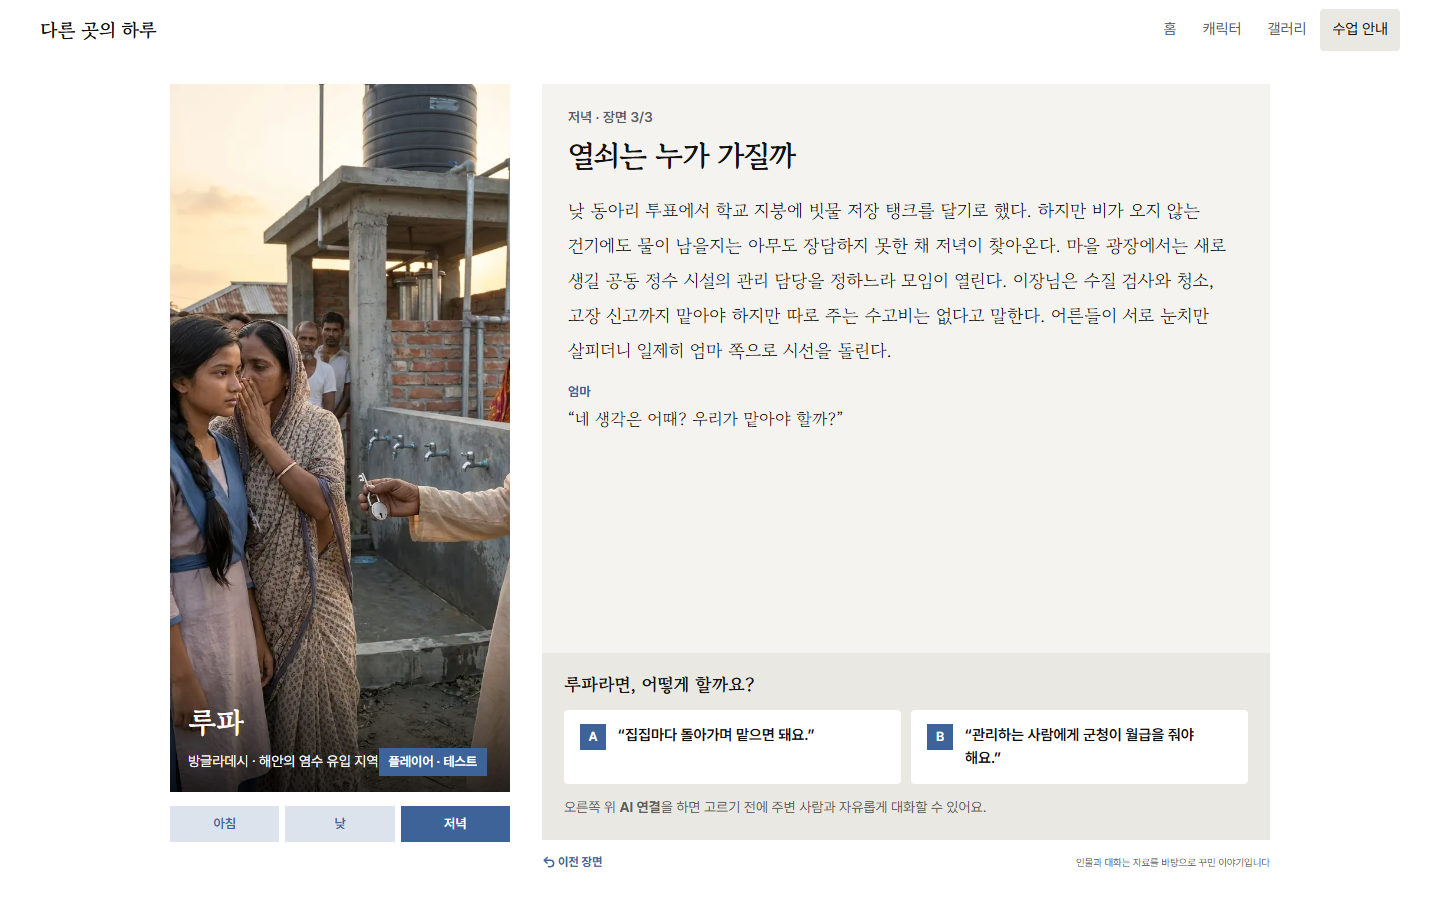 다른 곳의 하루
홈
캐릭터
갤러리
수업 안내
루파
방글라데시 · 해안의 염수 유입 지역
플레이어 · 테스트
아침
낮
저녁
저녁 · 장면 3/3
열쇠는 누가 가질까
낮 동아리 투표에서 학교 지붕에 빗물 저장 탱크를 달기로 했다. 하지만 비가 오지 않는
건기에도 물이 남을지는 아무도 장담하지 못한 채 저녁이 찾아온다. 마을 광장에서는 새로
생길 공동 정수 시설의 관리 담당을 정하느라 모임이 열린다. 이장님은 수질 검사와 청소,
고장 신고까지 맡아야 하지만 따로 주는 수고비는 없다고 말한다. 어른들이 서로 눈치만
살피더니 일제히 엄마 쪽으로 시선을 돌린다.
엄마
“네 생각은 어때? 우리가 맡아야 할까?”
루파라면, 어떻게 할까요?
A “집집마다 돌아가며 맡으면 돼요.”
B “관리하는 사람에게 군청이 월급을 줘야
해요.”
오른쪽 위 AI 연결을 하면 고르기 전에 주변 사람과 자유롭게 대화할 수 있어요.
이전 장면
인물과 대화는 자료를 바탕으로 꾸민 이야기입니다